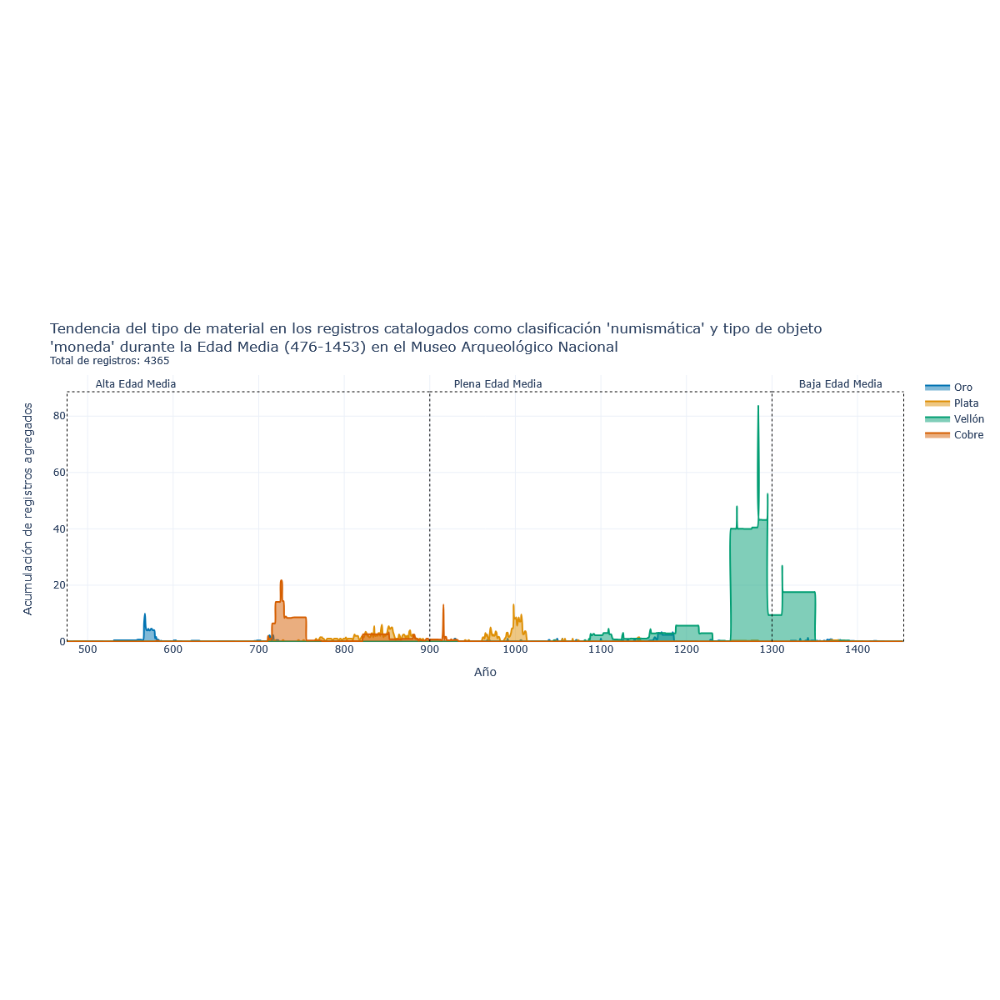 Tendencia del tipo de material en los registros catalogados como clasificación 'numismática' y tipo de objeto
'moneda' durante la Edad Media (476-1453) en el Museo Arqueológico Nacional
Total de registros: 4365
Alta Edad Media
Plena Edad Media
Baja Edad Media
Oro
Plata
Vellón
Cobre
Acumulación de registros agregados
80
60
40
20
0
500
600
700
800
900
1000
1100
1200
1300
1400
Año